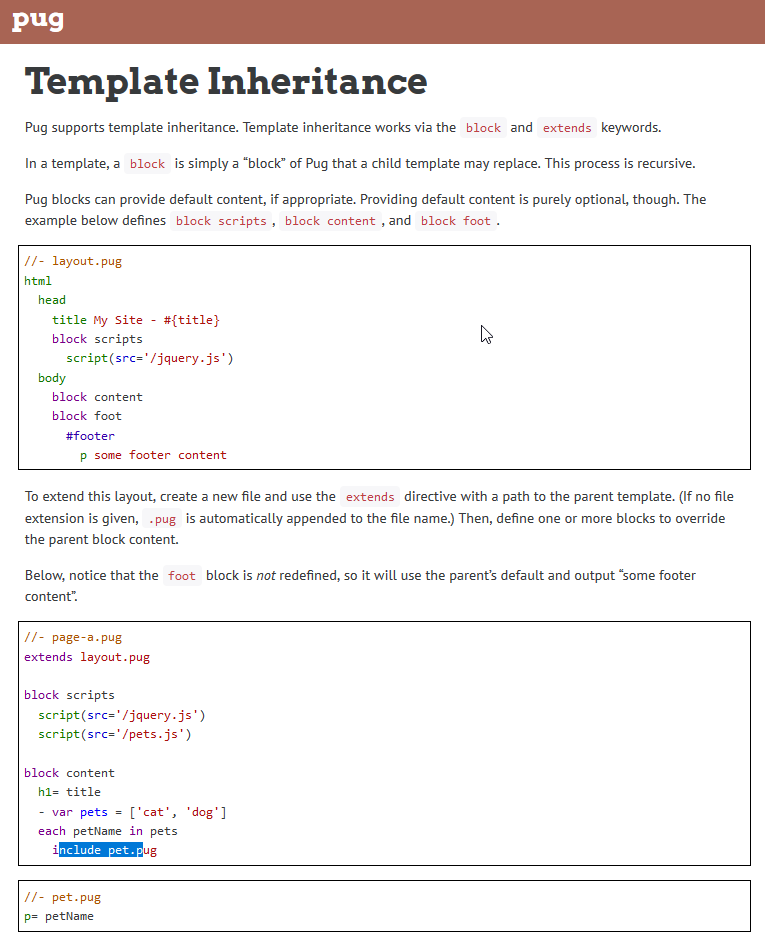 pug
Template Inheritance
Pug supports template inheritance. Template inheritance works via the block and extends keywords.
In a template, a block is simply a “block” of Pug that a child template may replace. This process is recursive.
Pug blocks can provide default content, if appropriate. Providing default content is purely optional, though. The
example below defines block scripts, block content, and block foot.
//- layout.pug
html
  head
    title My Site - #{title}
    block scripts
      script(src='/jquery.js')
  body
    block content
    block foot
      #footer
        p some footer content
To extend this layout, create a new file and use the extends directive with a path to the parent template. (If no file
extension is given, .pug is automatically appended to the file name.) Then, define one or more blocks to override
the parent block content.
Below, notice that the foot block is not redefined, so it will use the parent’s default and output “some footer
content”.
//- page-a.pug
extends layout.pug

block scripts
  script(src='/jquery.js')
  script(src='/pets.js')

block content
  h1= title
  - var pets = ['cat', 'dog']
  each petName in pets
    include pet.pug
//- pet.pug
p= petName